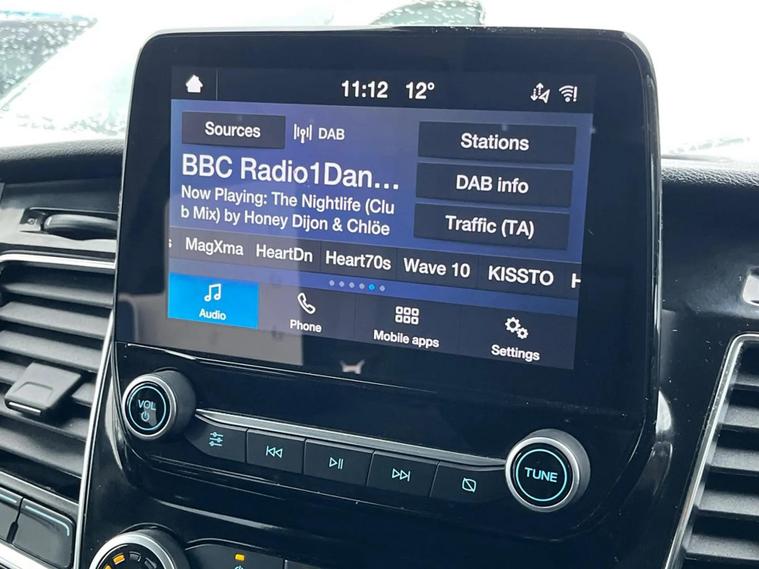 11:12 12°
Sources
DAB
BBC Radio1Dan...
Now Playing: The Nightlife (Clu
b Mix) by Honey Dijon & Chlöe
Stations
DAB info
Traffic (TA)
s MagXma HeartDn Heart70s Wave 10 KISSTO H
Audio
Phone
Mobile apps
Settings
VOL
TUNE